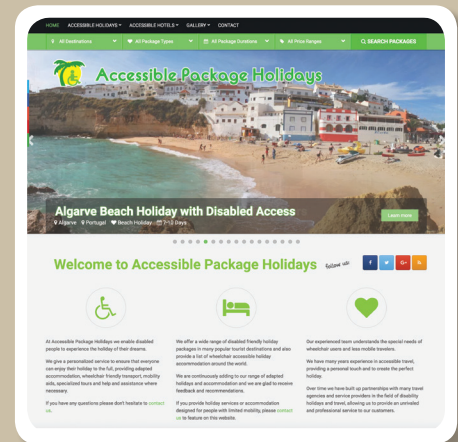 HOME ACCESSIBLE HOLIDAYS ACCESSIBLE HOTELS GALLERY CONTACT
All Destinations All Package Types All Package Durations All Price Ranges SEARCH PACKAGES
Accessible Package Holidays
Algarve Beach Holiday with Disabled Access
Algarve Portugal Beach Holiday 7-13 Days
Learn more
Welcome to Accessible Package Holidays
follow us:
At Accessible Package Holidays we enable disabled
people to experience the holiday of their dreams.
We give a personalized service to ensure that everyone
can enjoy their holiday to the full, providing adapted
accommodation, wheelchair friendly transport, mobility
aids, specialized tours and help and assistance where
necessary.
If you have any questions please don't hesitate to contact
us.
We offer a wide range of disabled friendly holiday
packages in many popular tourist destinations and also
provide a list of wheelchair accessible holiday
accommodation around the world.
We are continuously adding to our range of adapted
holidays and accommodation and we are glad to receive
feedback and recommendations.
If you provide holiday services or accommodation
designed for people with limited mobility, please contact
us to feature on this website.
Our experienced team understands the special needs of
wheelchair users and less mobile travelers.
We have many years experience in accessible travel,
providing a personal touch and to create the perfect
holiday.
Over time we have built up partnerships with many travel
agencies and service providers in the field of disability
holidays and travel, allowing us to provide an unrivaled
and professional service to our customers.